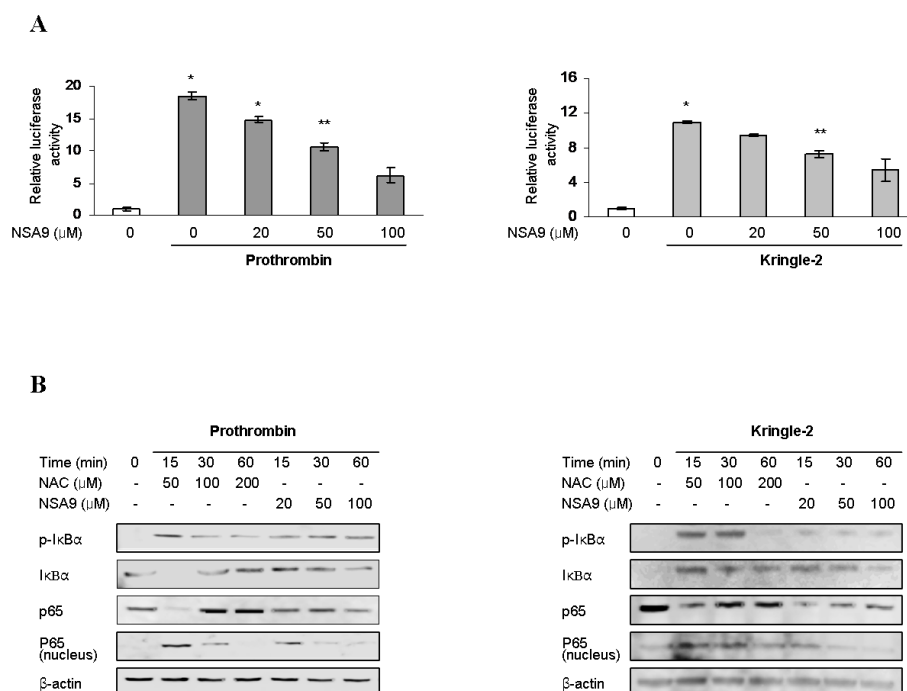 A
Relative luciferase activity
20
15
10
5
0
*
*
**
NSA9 (μM) 0 0 20 50 100
Prothrombin
Relative luciferase activity
16
12
8
4
0
*
**
NSA9 (μM) 0 0 20 50 100
Kringle-2
B
Prothrombin
Time (min) 0 15 30 60 15 30 60
NAC (μM) - 50 100 200 - - -
NSA9 (μM) - - - - 20 50 100
p-IκBα
IκBα
p65
P65
(nucleus)
β-actin
Kringle-2
Time (min) 0 15 30 60 15 30 60
NAC (μM) - 50 100 200 - - -
NSA9 (μM) - - - - 20 50 100
p-IκBα
IκBα
p65
P65
(nucleus)
β-actin